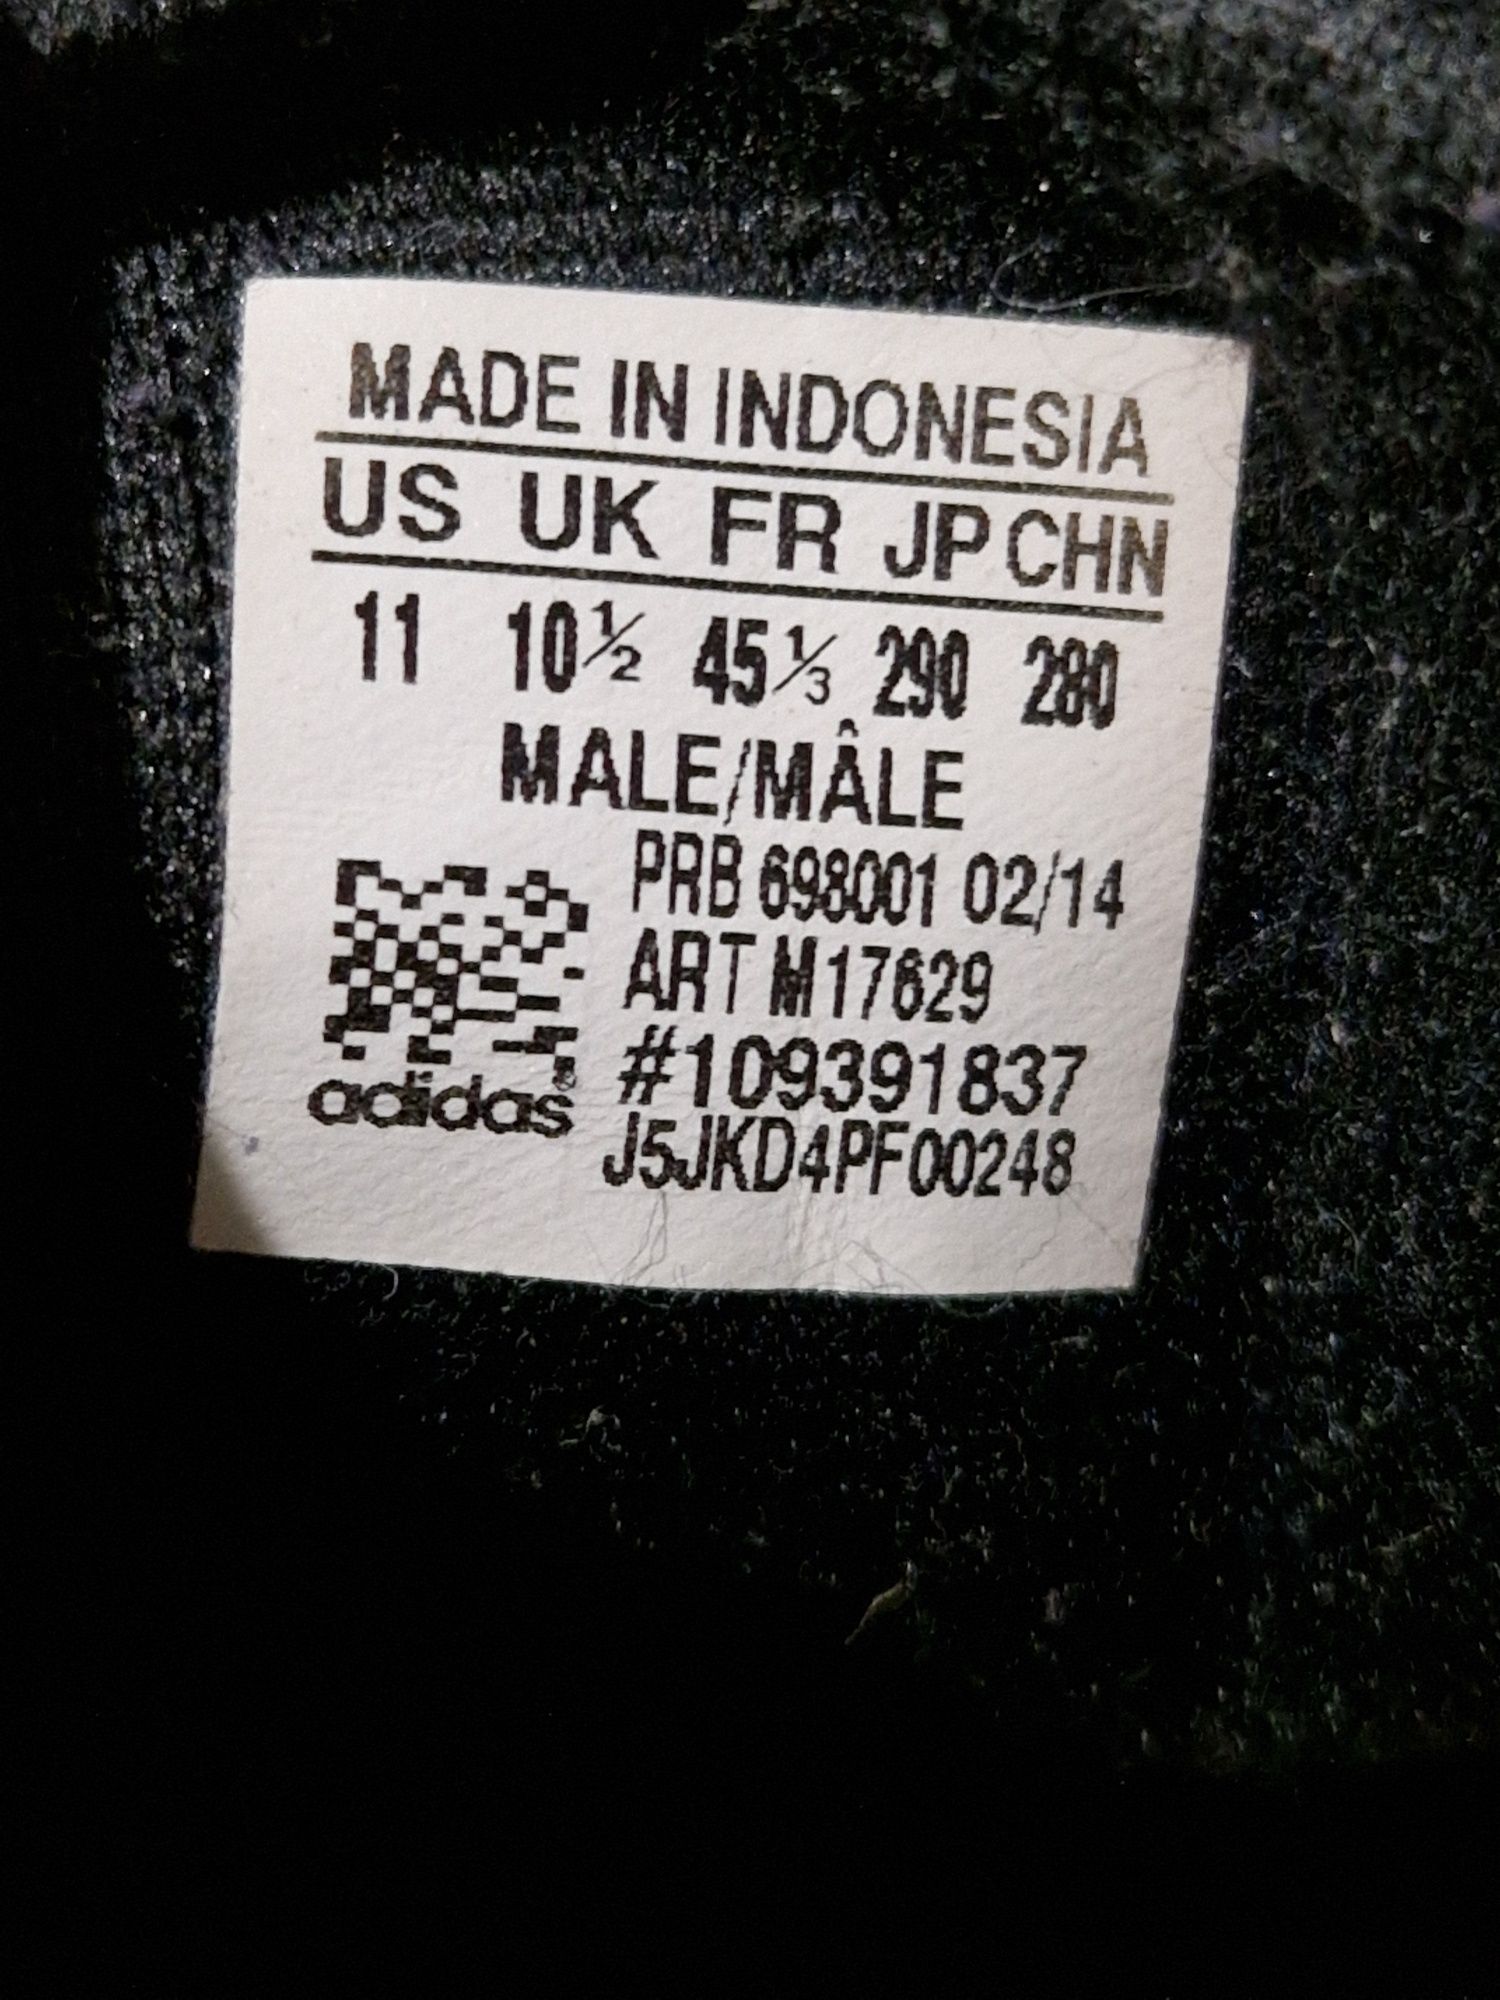 MADE IN INDONESIA
US UK FR JP CHN
11 10½ 45⅓ 290 280
MALE/MÂLE
PRB 698001 02/14
ART M17629
#109391837
adidas®
J5JKD4PF00248